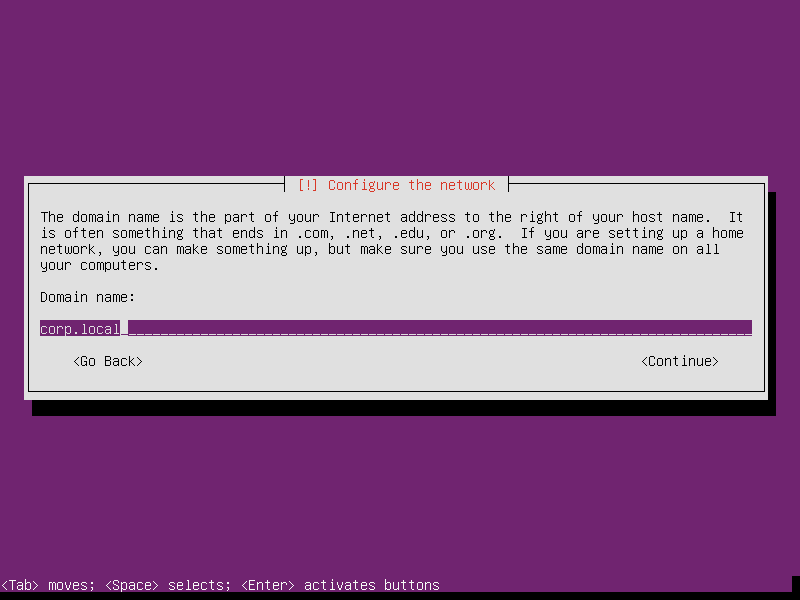 [!] Configure the network
The domain name is the part of your Internet address to the right of your host name.  It
is often something that ends in .com, .net, .edu, or .org.  If you are setting up a home
network, you can make something up, but make sure you use the same domain name on all
your computers.
Domain name:
corp.local
<Go Back> <Continue>
<Tab> moves; <Space> selects; <Enter> activates buttons